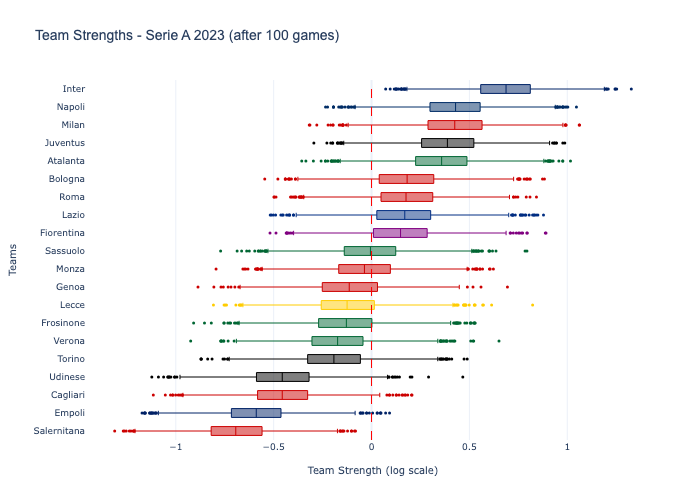 Team Strengths - Serie A 2023 (after 100 games)
Inter
Napoli
Milan
Juventus
Atalanta
Bologna
Roma
Lazio
Fiorentina
Sassuolo
Monza
Genoa
Lecce
Frosinone
Verona
Torino
Udinese
Cagliari
Empoli
Salernitana
Teams
−1 −0.5 0 0.5 1
Team Strength (log scale)